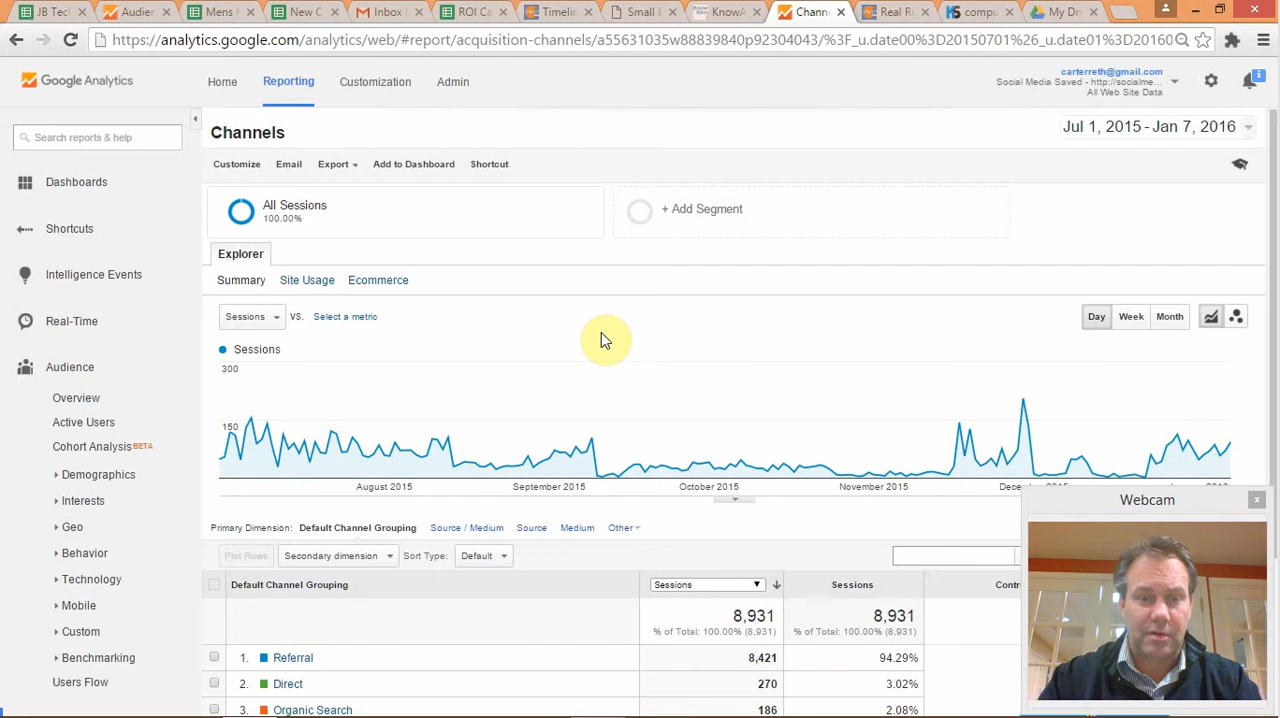 JB Tech
Audien
Mens
New C
Inbox (
ROI Ca
Timelin
Small
KnowA
Chann
Real R
compu
My Dri
https://analytics.google.com/analytics/web/#report/acquisition-channels/a55631035w88839840p92304043/%3F_u.date00%3D20150701%26_u.date01%3D20160
Google Analytics
Home
Reporting
Customization
Admin
carterreth@gmail.com
Social Media Saved - http://socialme...
All Web Site Data
Search reports & help
Dashboards
Shortcuts
Intelligence Events
Real-Time
Audience
Overview
Active Users
Cohort Analysis BETA
Demographics
Interests
Geo
Behavior
Technology
Mobile
Custom
Benchmarking
Users Flow
Channels
Jul 1, 2015 - Jan 7, 2016
Customize Email Export Add to Dashboard Shortcut
All Sessions
100.00%
+ Add Segment
Explorer
Summary Site Usage Ecommerce
Sessions VS. Select a metric
Day Week Month
Sessions
300
150
August 2015 September 2015 October 2015 November 2015
Primary Dimension: Default Channel Grouping Source / Medium Source Medium Other
Plot Rows Secondary dimension Sort Type: Default
Default Channel Grouping Sessions Sessions Contr
8,931 8,931
% of Total: 100.00% (8,931) % of Total: 100.00% (8,931)
1. Referral 8,421 94.29%
2. Direct 270 3.02%
3. Organic Search 186 2.08%
Webcam